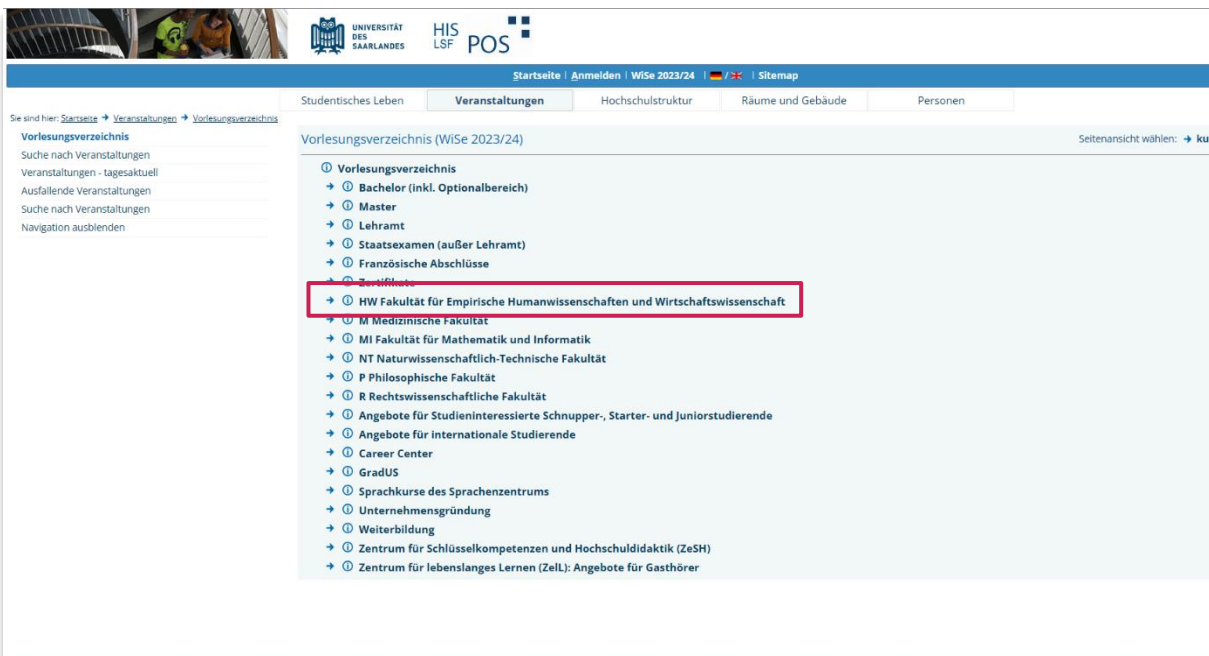 UNIVERSITÄT
DES
SAARLANDES
HIS
LSF POS
Startseite | Anmelden | WiSe 2023/24 | / | Sitemap
Studentisches Leben Veranstaltungen Hochschulstruktur Räume und Gebäude Personen
Sie sind hier: Startseite → Veranstaltungen → Vorlesungsverzeichnis
Vorlesungsverzeichnis
Suche nach Veranstaltungen
Veranstaltungen - tagesaktuell
Ausfallende Veranstaltungen
Suche nach Veranstaltungen
Navigation ausblenden
Vorlesungsverzeichnis (WiSe 2023/24)
Seitenansicht wählen: → ku
Vorlesungsverzeichnis
Bachelor (inkl. Optionalbereich)
Master
Lehramt
Staatsexamen (außer Lehramt)
Französische Abschlüsse
Zertifikate
HW Fakultät für Empirische Humanwissenschaften und Wirtschaftswissenschaft
M Medizinische Fakultät
MI Fakultät für Mathematik und Informatik
NT Naturwissenschaftlich-Technische Fakultät
P Philosophische Fakultät
R Rechtswissenschaftliche Fakultät
Angebote für Studieninteressierte Schnupper-, Starter- und Juniorstudierende
Angebote für internationale Studierende
Career Center
GradUS
Sprachkurse des Sprachenzentrums
Unternehmensgründung
Weiterbildung
Zentrum für Schlüsselkompetenzen und Hochschuldidaktik (ZeSH)
Zentrum für lebenslanges Lernen (ZelL): Angebote für Gasthörer